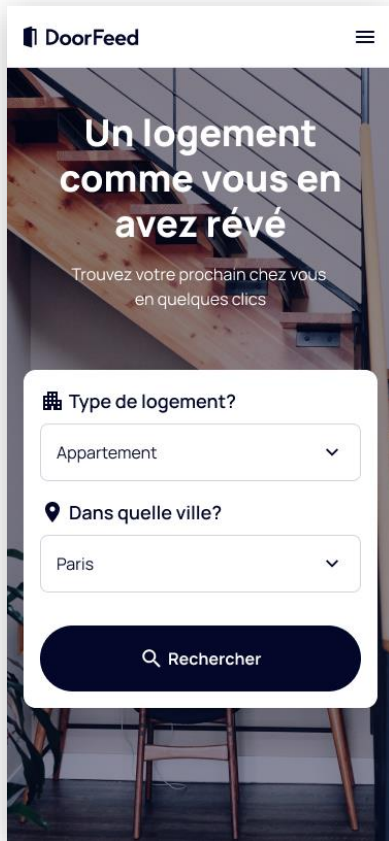 DoorFeed
Un logement
comme vous en
avez révé
Trouvez votre prochain chez vous
en quelques clics
Type de logement?
Appartement
Dans quelle ville?
Paris
Rechercher